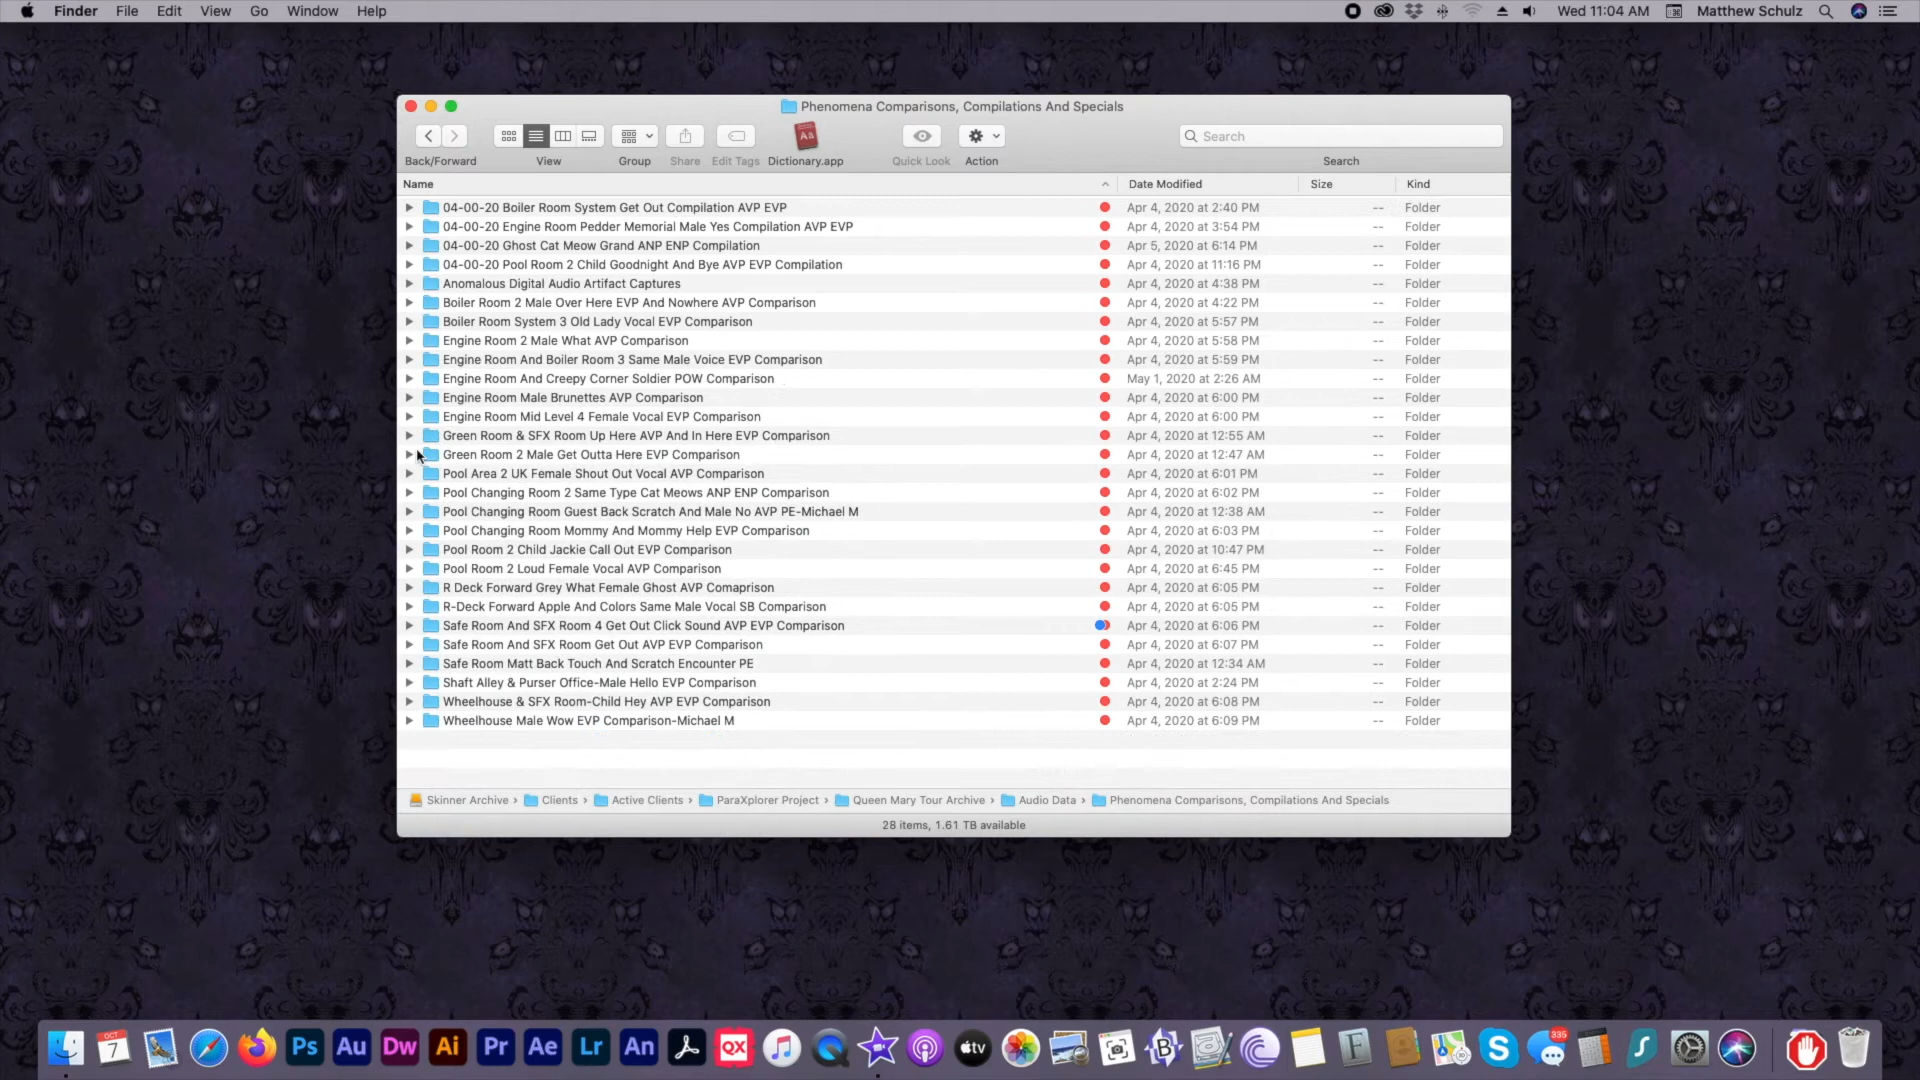 Finder File Edit View Go Window Help Wed 11:04 AM Matthew Schulz
Phenomena Comparisons, Compilations And Specials
Search
Back/Forward View Group Share Edit Tags Dictionary.app Quick Look Action Search
Name Date Modified Size Kind
04-00-20 Boiler Room System Get Out Compilation AVP EVP Apr 4, 2020 at 2:40 PM -- Folder
04-00-20 Engine Room Pedder Memorial Male Yes Compilation AVP EVP Apr 4, 2020 at 3:54 PM -- Folder
04-00-20 Ghost Cat Meow Grand ANP ENP Compilation Apr 5, 2020 at 6:14 PM -- Folder
04-00-20 Pool Room 2 Child Goodnight And Bye AVP EVP Compilation Apr 4, 2020 at 11:16 PM -- Folder
Anomalous Digital Audio Artifact Captures Apr 4, 2020 at 4:38 PM -- Folder
Boiler Room 2 Male Over Here EVP And Nowhere AVP Comparison Apr 4, 2020 at 4:22 PM -- Folder
Boiler Room System 3 Old Lady Vocal EVP Comparison Apr 4, 2020 at 5:57 PM -- Folder
Engine Room 2 Male What AVP Comparison Apr 4, 2020 at 5:58 PM -- Folder
Engine Room And Boiler Room 3 Same Male Voice EVP Comparison Apr 4, 2020 at 5:59 PM -- Folder
Engine Room And Creepy Corner Soldier POW Comparison May 1, 2020 at 2:26 AM -- Folder
Engine Room Male Brunettes AVP Comparison Apr 4, 2020 at 6:00 PM -- Folder
Engine Room Mid Level 4 Female Vocal EVP Comparison Apr 4, 2020 at 6:00 PM -- Folder
Green Room & SFX Room Up Here AVP And In Here EVP Comparison Apr 4, 2020 at 12:55 AM -- Folder
Green Room 2 Male Get Outta Here EVP Comparison Apr 4, 2020 at 12:47 AM -- Folder
Pool Area 2 UK Female Shout Out Vocal AVP Comparison Apr 4, 2020 at 6:01 PM -- Folder
Pool Changing Room 2 Same Type Cat Meows ANP ENP Comparison Apr 4, 2020 at 6:02 PM -- Folder
Pool Changing Room Guest Back Scratch And Male No AVP PE-Michael M Apr 4, 2020 at 12:38 AM -- Folder
Pool Changing Room Mommy And Mommy Help EVP Comparison Apr 4, 2020 at 6:03 PM -- Folder
Pool Room 2 Child Jackie Call Out EVP Comparison Apr 4, 2020 at 10:47 PM -- Folder
Pool Room 2 Loud Female Vocal AVP Comparison Apr 4, 2020 at 6:45 PM -- Folder
R Deck Forward Grey What Female Ghost AVP Comaprison Apr 4, 2020 at 6:05 PM -- Folder
R-Deck Forward Apple And Colors Same Male Vocal SB Comparison Apr 4, 2020 at 6:05 PM -- Folder
Safe Room And SFX Room 4 Get Out Click Sound AVP EVP Comparison Apr 4, 2020 at 6:06 PM -- Folder
Safe Room And SFX Room Get Out AVP EVP Comparison Apr 4, 2020 at 6:07 PM -- Folder
Safe Room Matt Back Touch And Scratch Encounter PE Apr 4, 2020 at 12:34 AM -- Folder
Shaft Alley & Purser Office-Male Hello EVP Comparison Apr 4, 2020 at 2:24 PM -- Folder
Wheelhouse & SFX Room-Child Hey AVP EVP Comparison Apr 4, 2020 at 6:08 PM -- Folder
Wheelhouse Male Wow EVP Comparison-Michael M Apr 4, 2020 at 6:09 PM -- Folder
Skinner Archive › Clients › Active Clients › ParaXplorer Project › Queen Mary Tour Archive › Audio Data › Phenomena Comparisons, Compilations And Specials
28 items, 1.61 TB available
OCT 7 Ps Au Dw Ai Pr Ae Lr An QX tv B F S 335